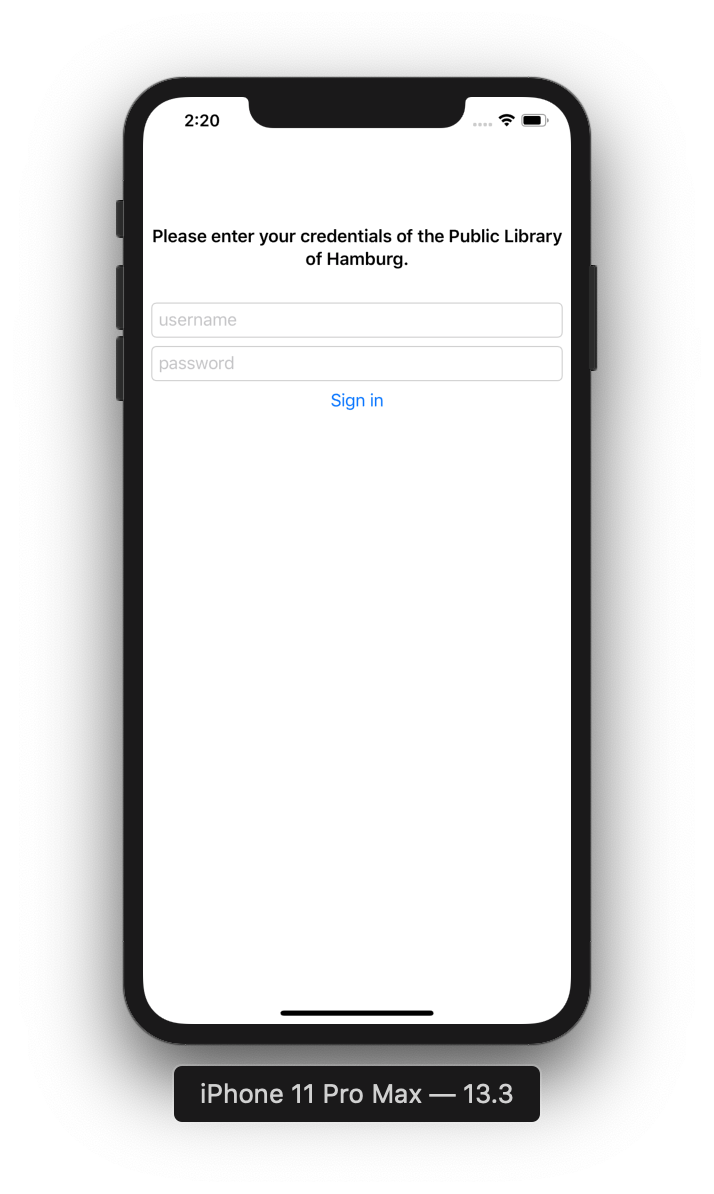 2:20
Please enter your credentials of the Public Library
of Hamburg.
username
password
Sign in
iPhone 11 Pro Max — 13.3